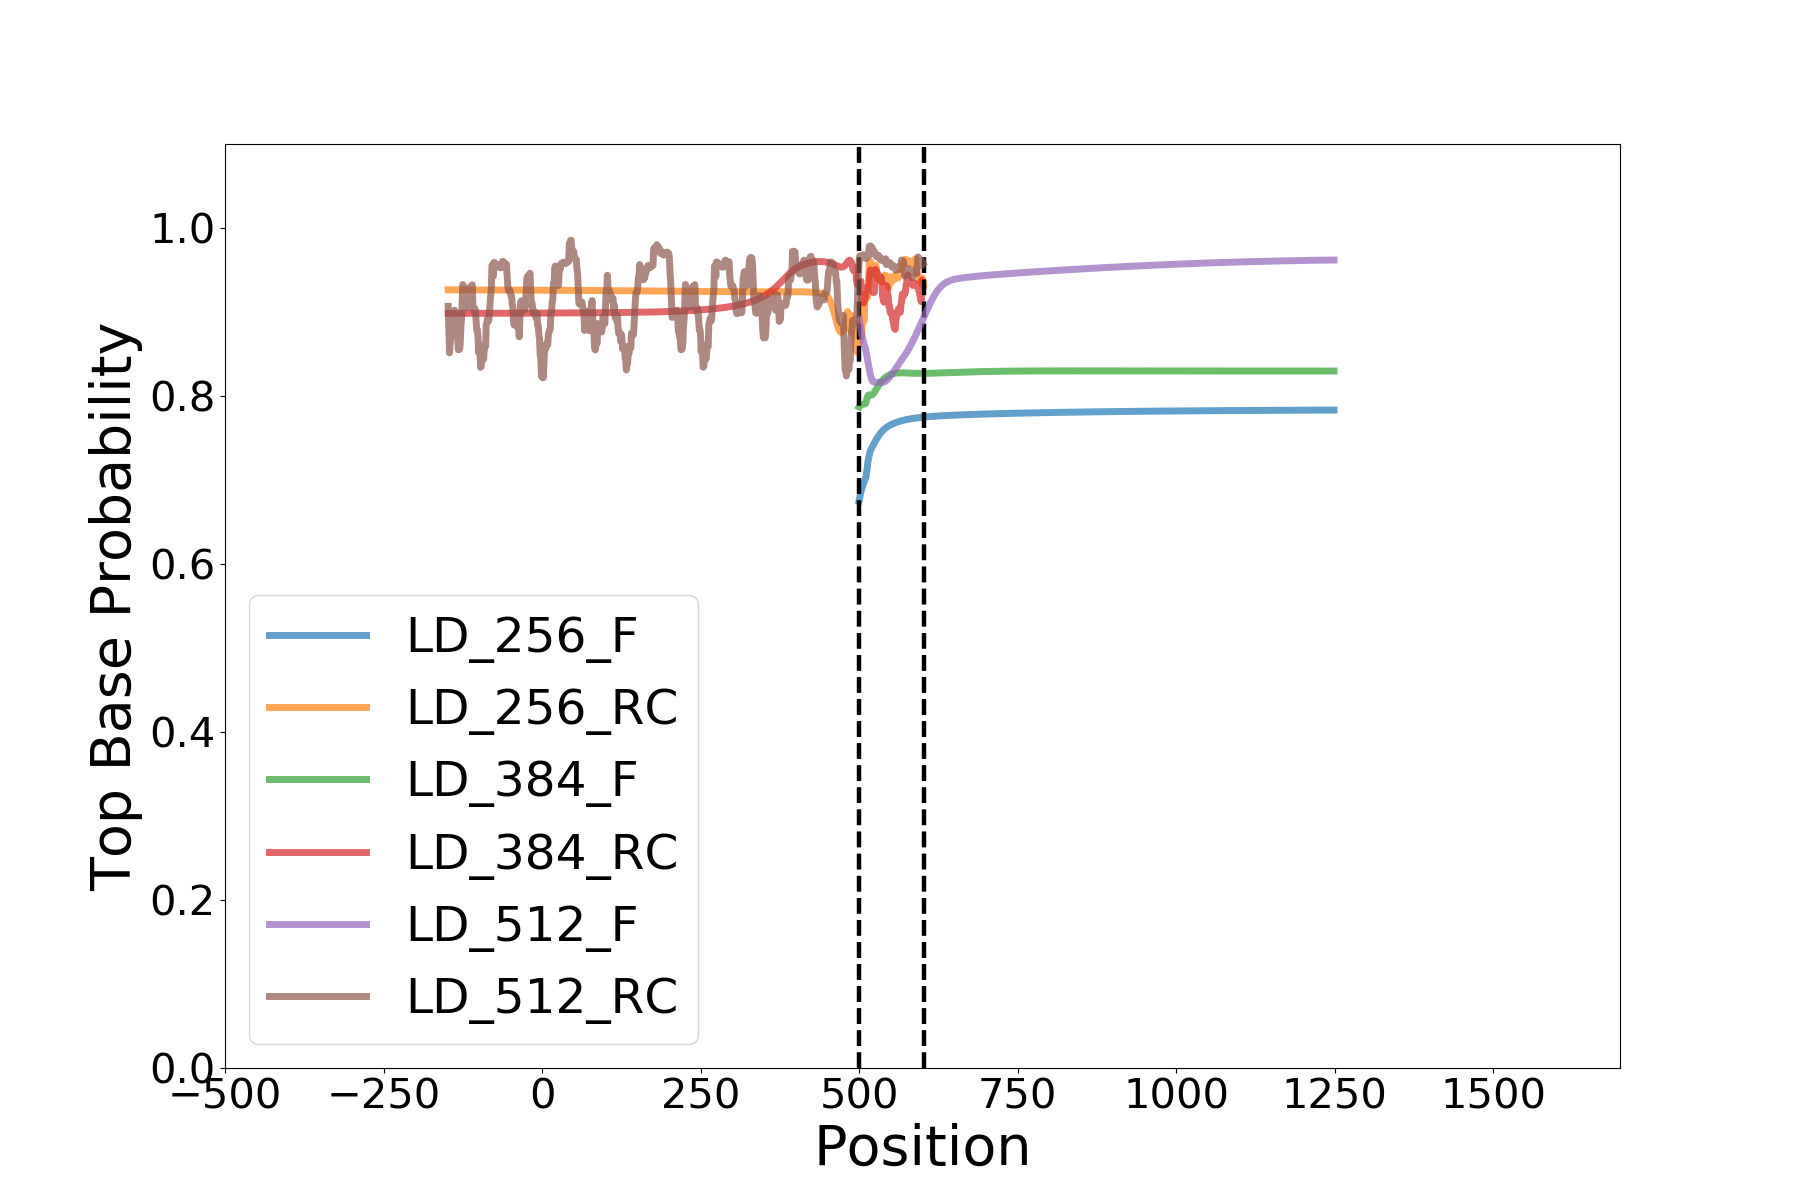 Top Base Probability
1.0
0.8
0.6
0.4
0.2
0.0
LD_256_F
LD_256_RC
LD_384_F
LD_384_RC
LD_512_F
LD_512_RC
−500 −250 0 250 500 750 1000 1250 1500
Position